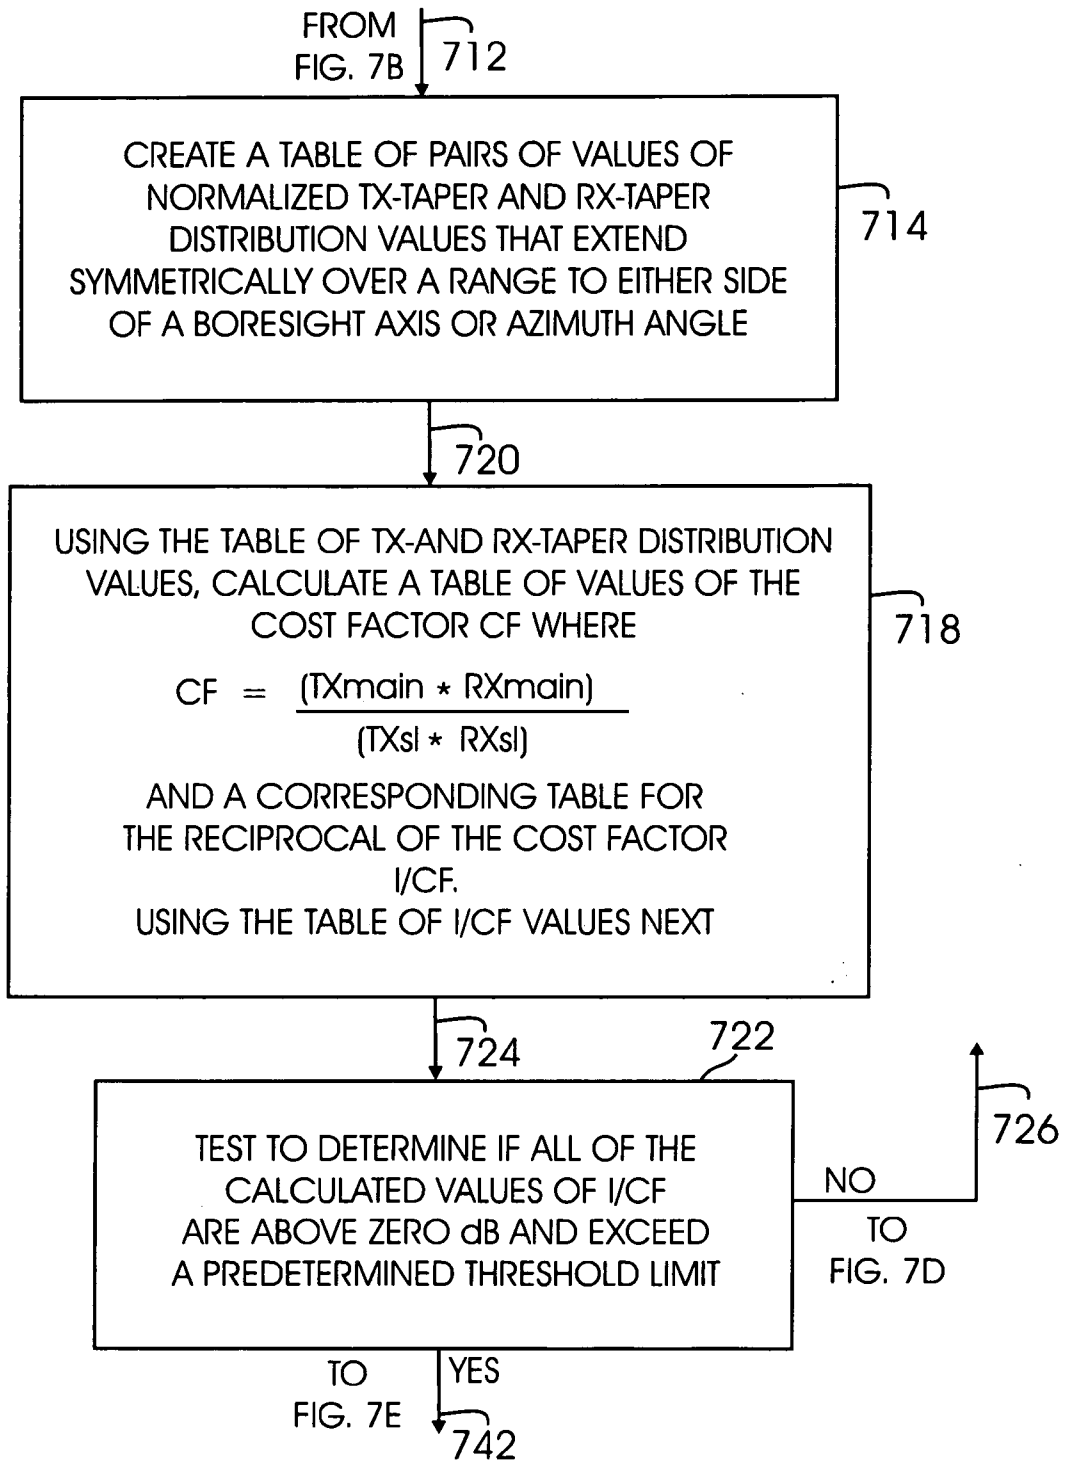 FROM
FIG. 7B
712
CREATE A TABLE OF PAIRS OF VALUES OF
NORMALIZED TX-TAPER AND RX-TAPER
DISTRIBUTION VALUES THAT EXTEND
SYMMETRICALLY OVER A RANGE TO EITHER SIDE
OF A BORESIGHT AXIS OR AZIMUTH ANGLE
714
720
USING THE TABLE OF TX-AND RX-TAPER DISTRIBUTION
VALUES, CALCULATE A TABLE OF VALUES OF THE
COST FACTOR CF WHERE
718
CF = (TXmain * RXmain)
(TXsl * RXsl)
AND A CORRESPONDING TABLE FOR
THE RECIPROCAL OF THE COST FACTOR
I/CF.
USING THE TABLE OF I/CF VALUES NEXT
724
722
726
TEST TO DETERMINE IF ALL OF THE
CALCULATED VALUES OF I/CF
ARE ABOVE ZERO dB AND EXCEED
A PREDETERMINED THRESHOLD LIMIT
NO
TO
FIG. 7D
TO
FIG. 7E
YES
742